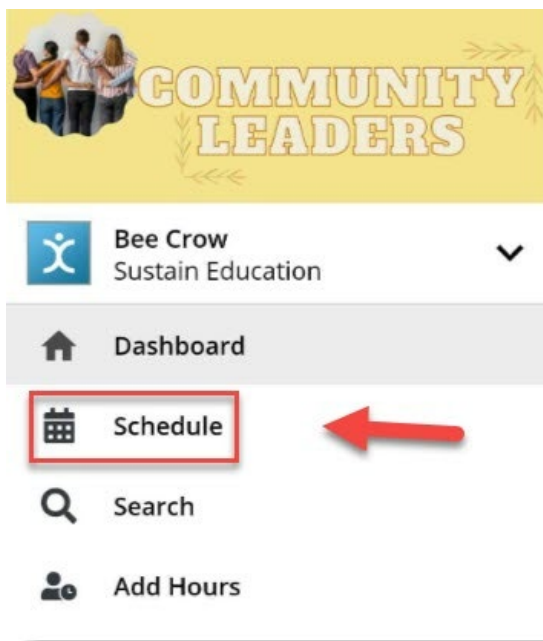 COMMUNITY
LEADERS
Bee Crow
Sustain Education
Dashboard
Schedule
Search
Add Hours